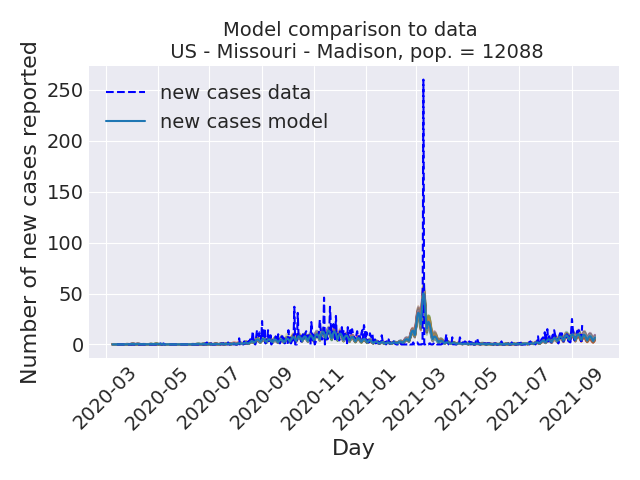 Model comparison to data
US - Missouri - Madison, pop. = 12088
new cases data
new cases model
Number of new cases reported
250
200
150
100
50
0
2020-03
2020-05
2020-07
2020-09
2020-11
2021-01
2021-03
2021-05
2021-07
2021-09
Day